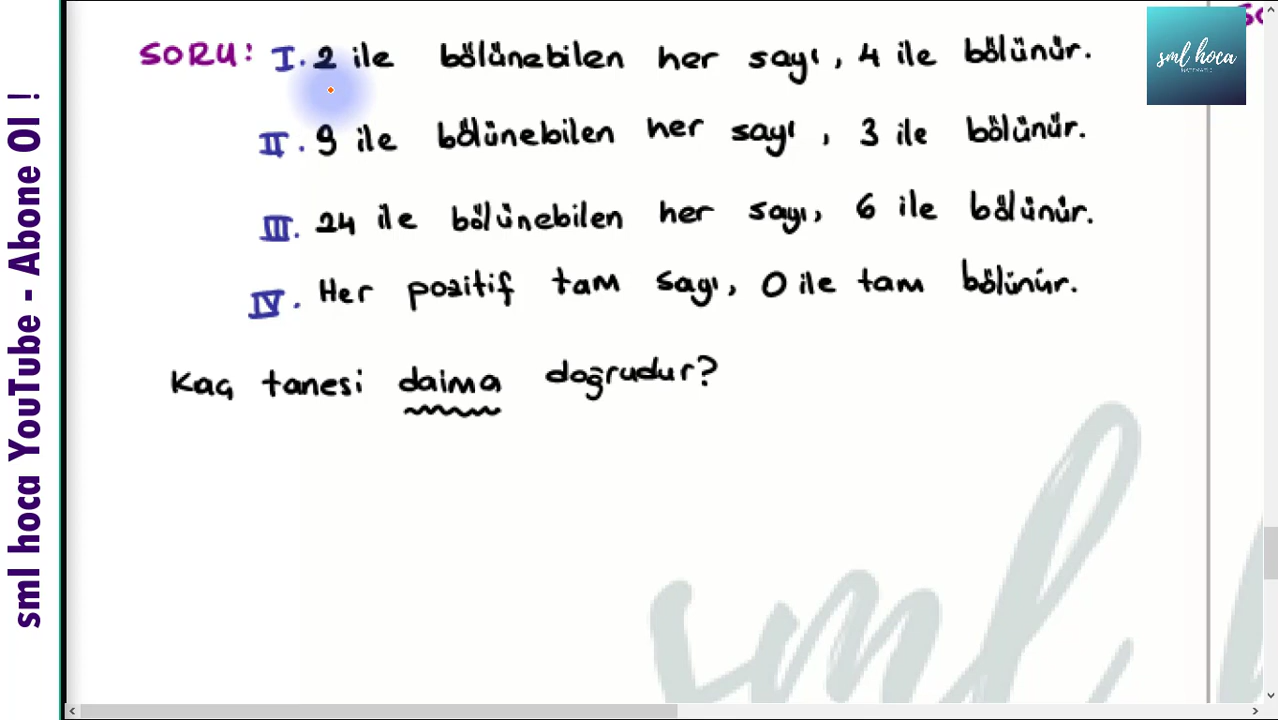 SORU: I. 2 ile bölünebilen her sayı, 4 ile bölünür.
II. 9 ile bölünebilen her sayı, 3 ile bölünür.
III. 24 ile bölünebilen her sayı, 6 ile bölünür.
IV. Her pozitif tam sayı, 0 ile tam bölünür.
Kaç tanesi daima doğrudur?
sml hoca YouTube - Abone Ol !
sml hoca
MATEMATİK
sml